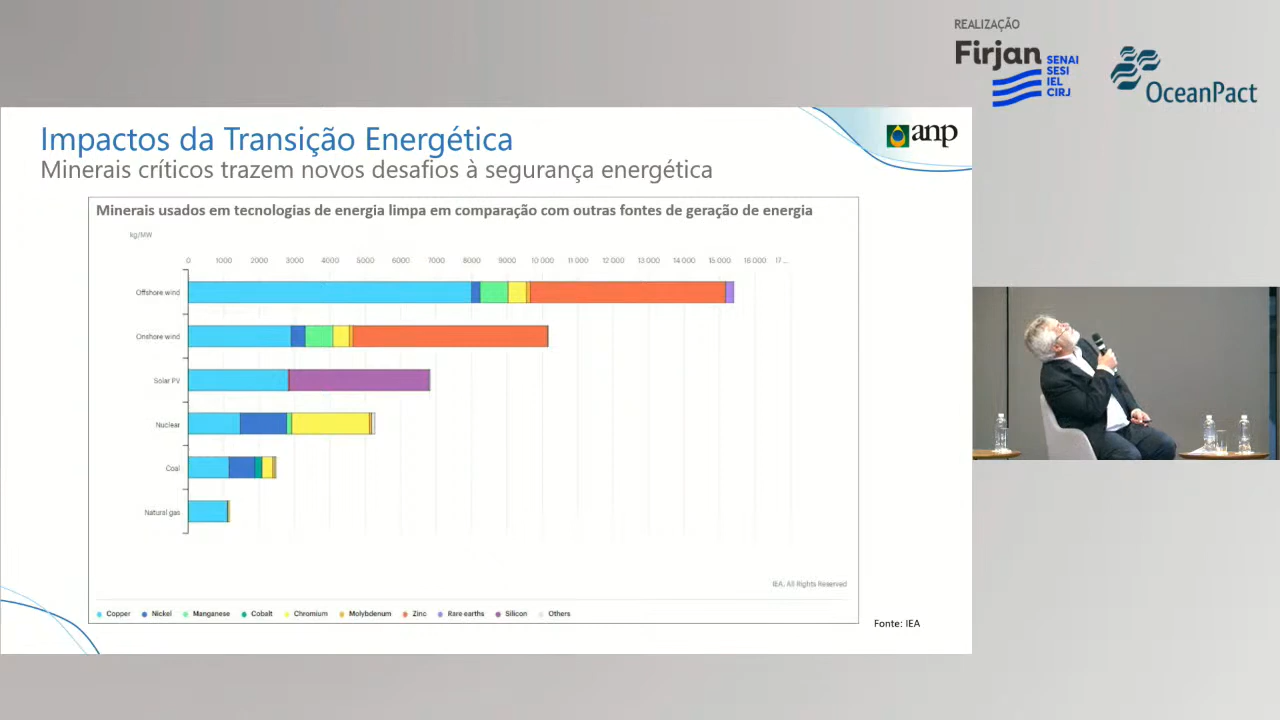 REALIZAÇÃO
Firjan SENAI
SESI
IEL
CIRJ
OceanPact
Impactos da Transição Energética
anp
Minerais críticos trazem novos desafios à segurança energética
Minerais usados em tecnologias de energia limpa em comparação com outras fontes de geração de energia
kg/MW
0 1000 2000 3000 4000 5000 6000 7000 8000 9000 10 000 11 000 12 000 13 000 14 000 15 000 16 000 17 ...
Offshore wind
Onshore wind
Solar PV
Nuclear
Coal
Natural gas
IEA. All Rights Reserved
Copper Nickel Manganese Cobalt Chromium Molybdenum Zinc Rare earths Silicon Others
Fonte: IEA